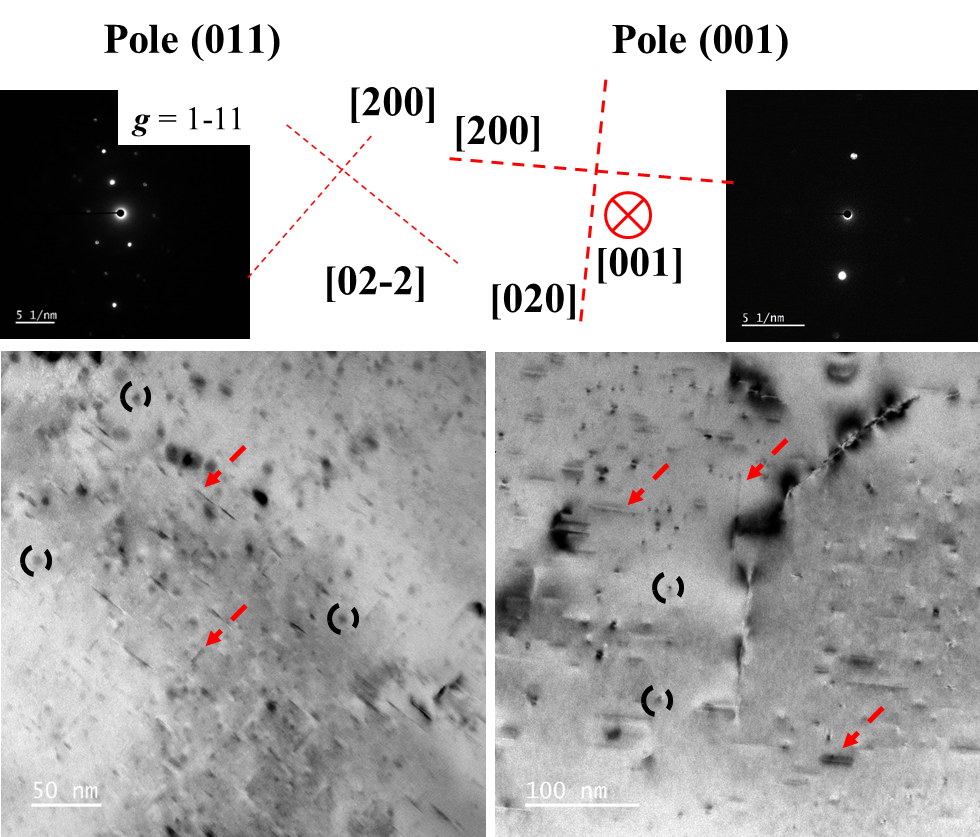 Pole (011)
Pole (001)
g = 1-11
[200]
[200]
[02-2]
[001]
[020]
5 1/nm
5 1/nm
50 nm
100 nm